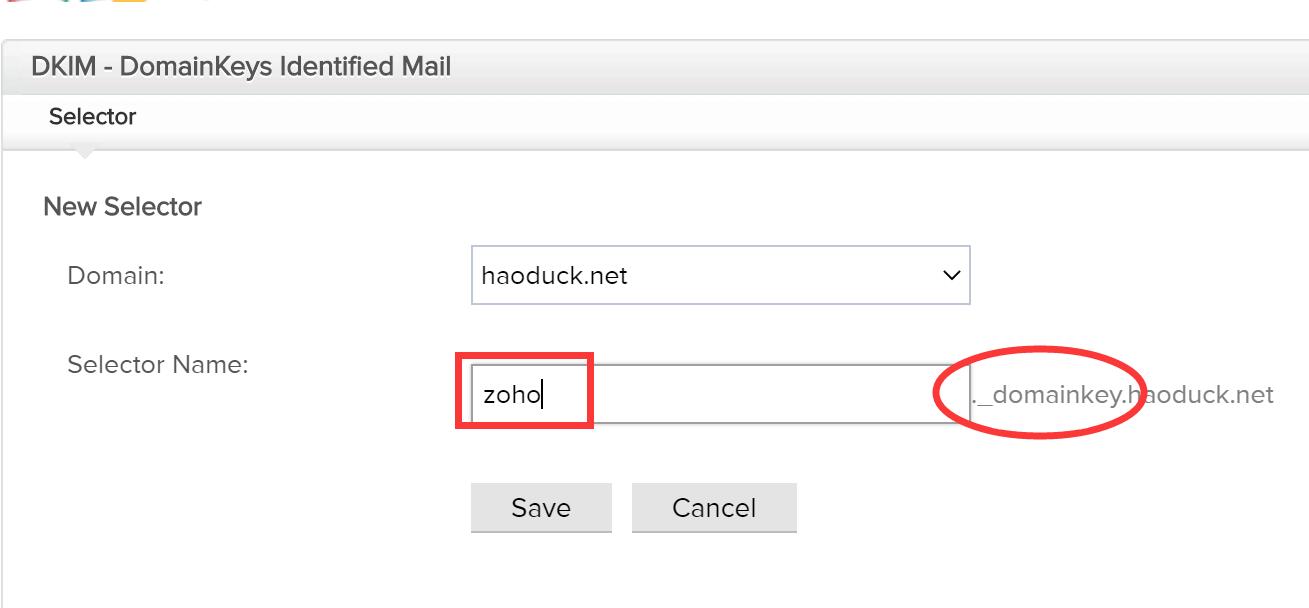 DKIM - DomainKeys Identified Mail
Selector
New Selector
Domain: haoduck.net
Selector Name: zoho ._domainkey.haoduck.net
Save Cancel